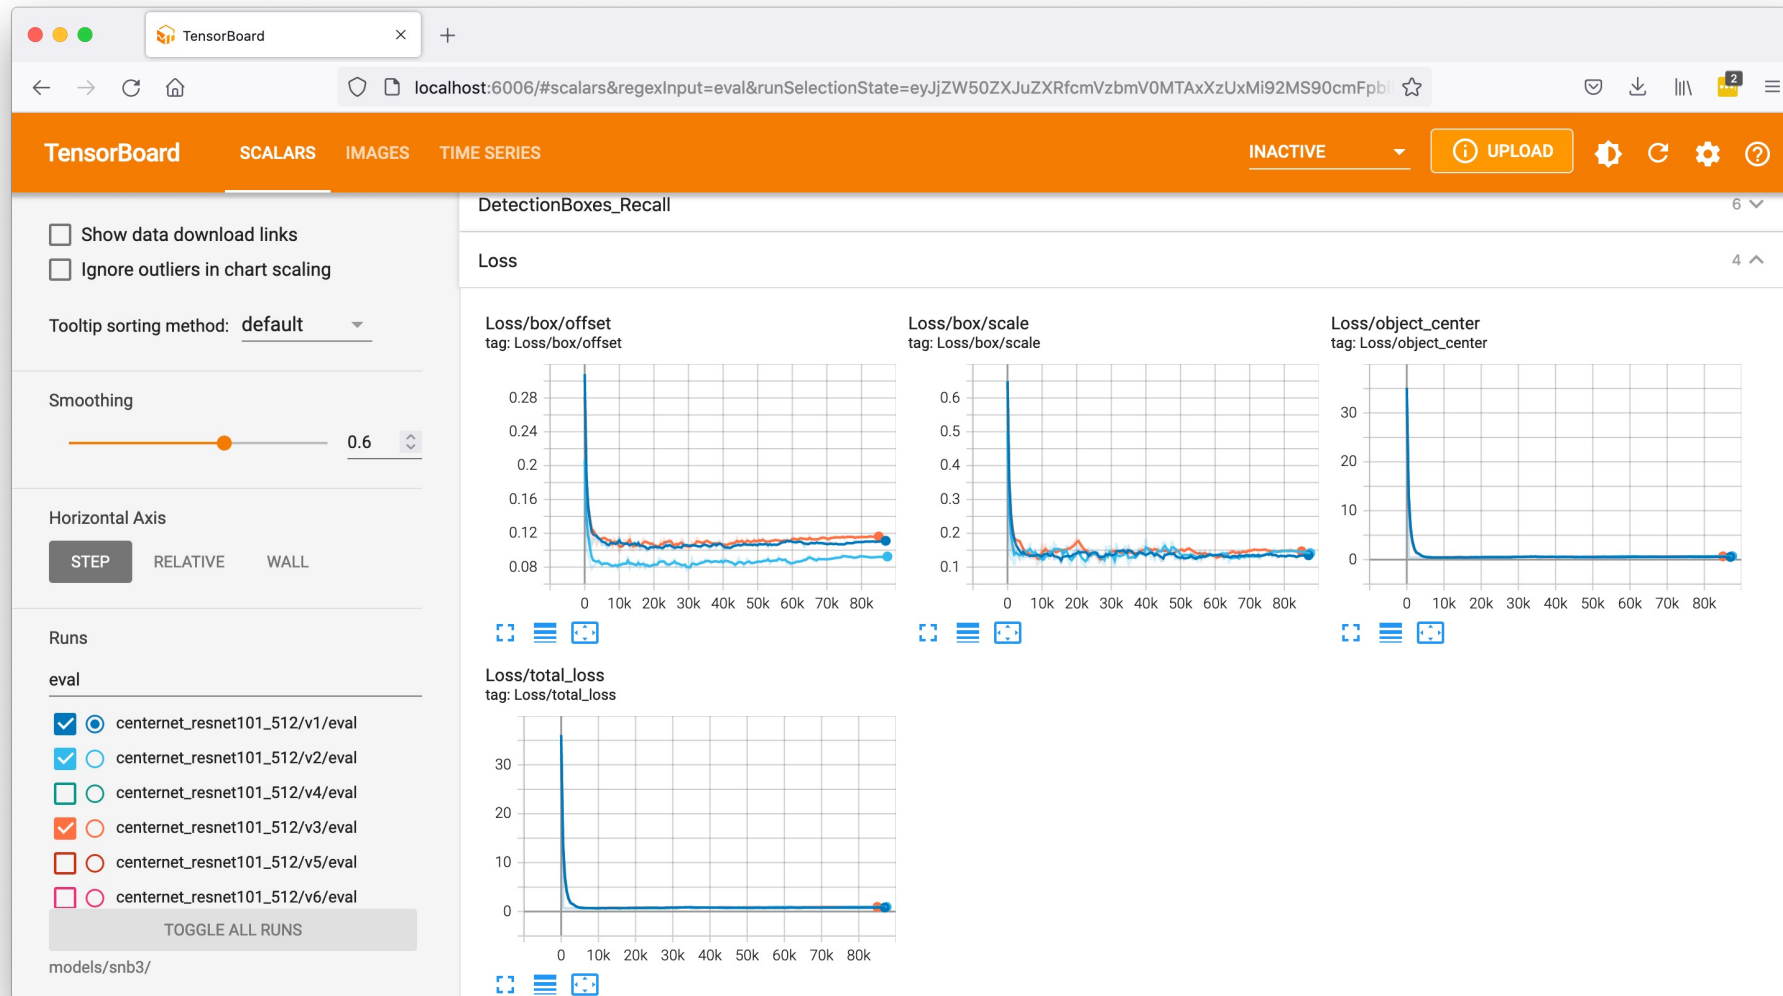 TensorBoard
2
localhost:6006/#scalars&regexInput=eval&runSelectionState=eyJjZW50ZXJuZXRfcmVzbmV0MTAxXzUxMi92MS90cmFpbi
TensorBoard
SCALARS
IMAGES
TIME SERIES
INACTIVE
UPLOAD
Show data download links
Ignore outliers in chart scaling
Tooltip sorting method: default
Smoothing
0.6
Horizontal Axis
STEP
RELATIVE
WALL
Runs
eval
centernet_resnet101_512/v1/eval
centernet_resnet101_512/v2/eval
centernet_resnet101_512/v4/eval
centernet_resnet101_512/v3/eval
centernet_resnet101_512/v5/eval
centernet_resnet101_512/v6/eval
TOGGLE ALL RUNS
models/snb3/
DetectionBoxes_Recall
6
Loss
4
Loss/box/offset
tag: Loss/box/offset
0.28
0.24
0.2
0.16
0.12
0.08
0 10k 20k 30k 40k 50k 60k 70k 80k
Loss/box/scale
tag: Loss/box/scale
0.6
0.5
0.4
0.3
0.2
0.1
0 10k 20k 30k 40k 50k 60k 70k 80k
Loss/object_center
tag: Loss/object_center
30
20
10
0
0 10k 20k 30k 40k 50k 60k 70k 80k
Loss/total_loss
tag: Loss/total_loss
30
20
10
0
0 10k 20k 30k 40k 50k 60k 70k 80k